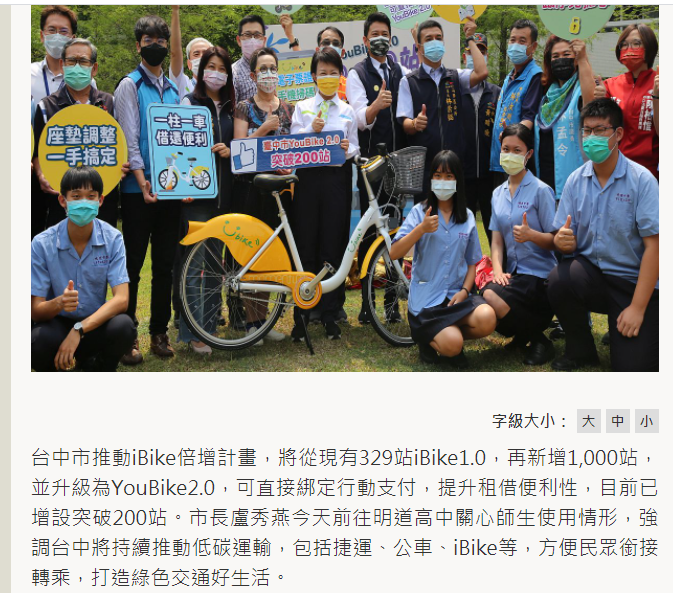 YouBike 2.0
YouBike 2.0
座墊調整
一手搞定
一柱一車
借還便利
臺中市YouBike 2.0
突破200站
字級大小： 大 中 小
台中市推動iBike倍增計畫，將從現有329站iBike1.0，再新增1,000站，
並升級為YouBike2.0，可直接綁定行動支付，提升租借便利性，目前已
增設突破200站。市長盧秀燕今天前往明道高中關心師生使用情形，強
調台中將持續推動低碳運輸，包括捷運、公車、iBike等，方便民眾銜接
轉乘，打造綠色交通好生活。